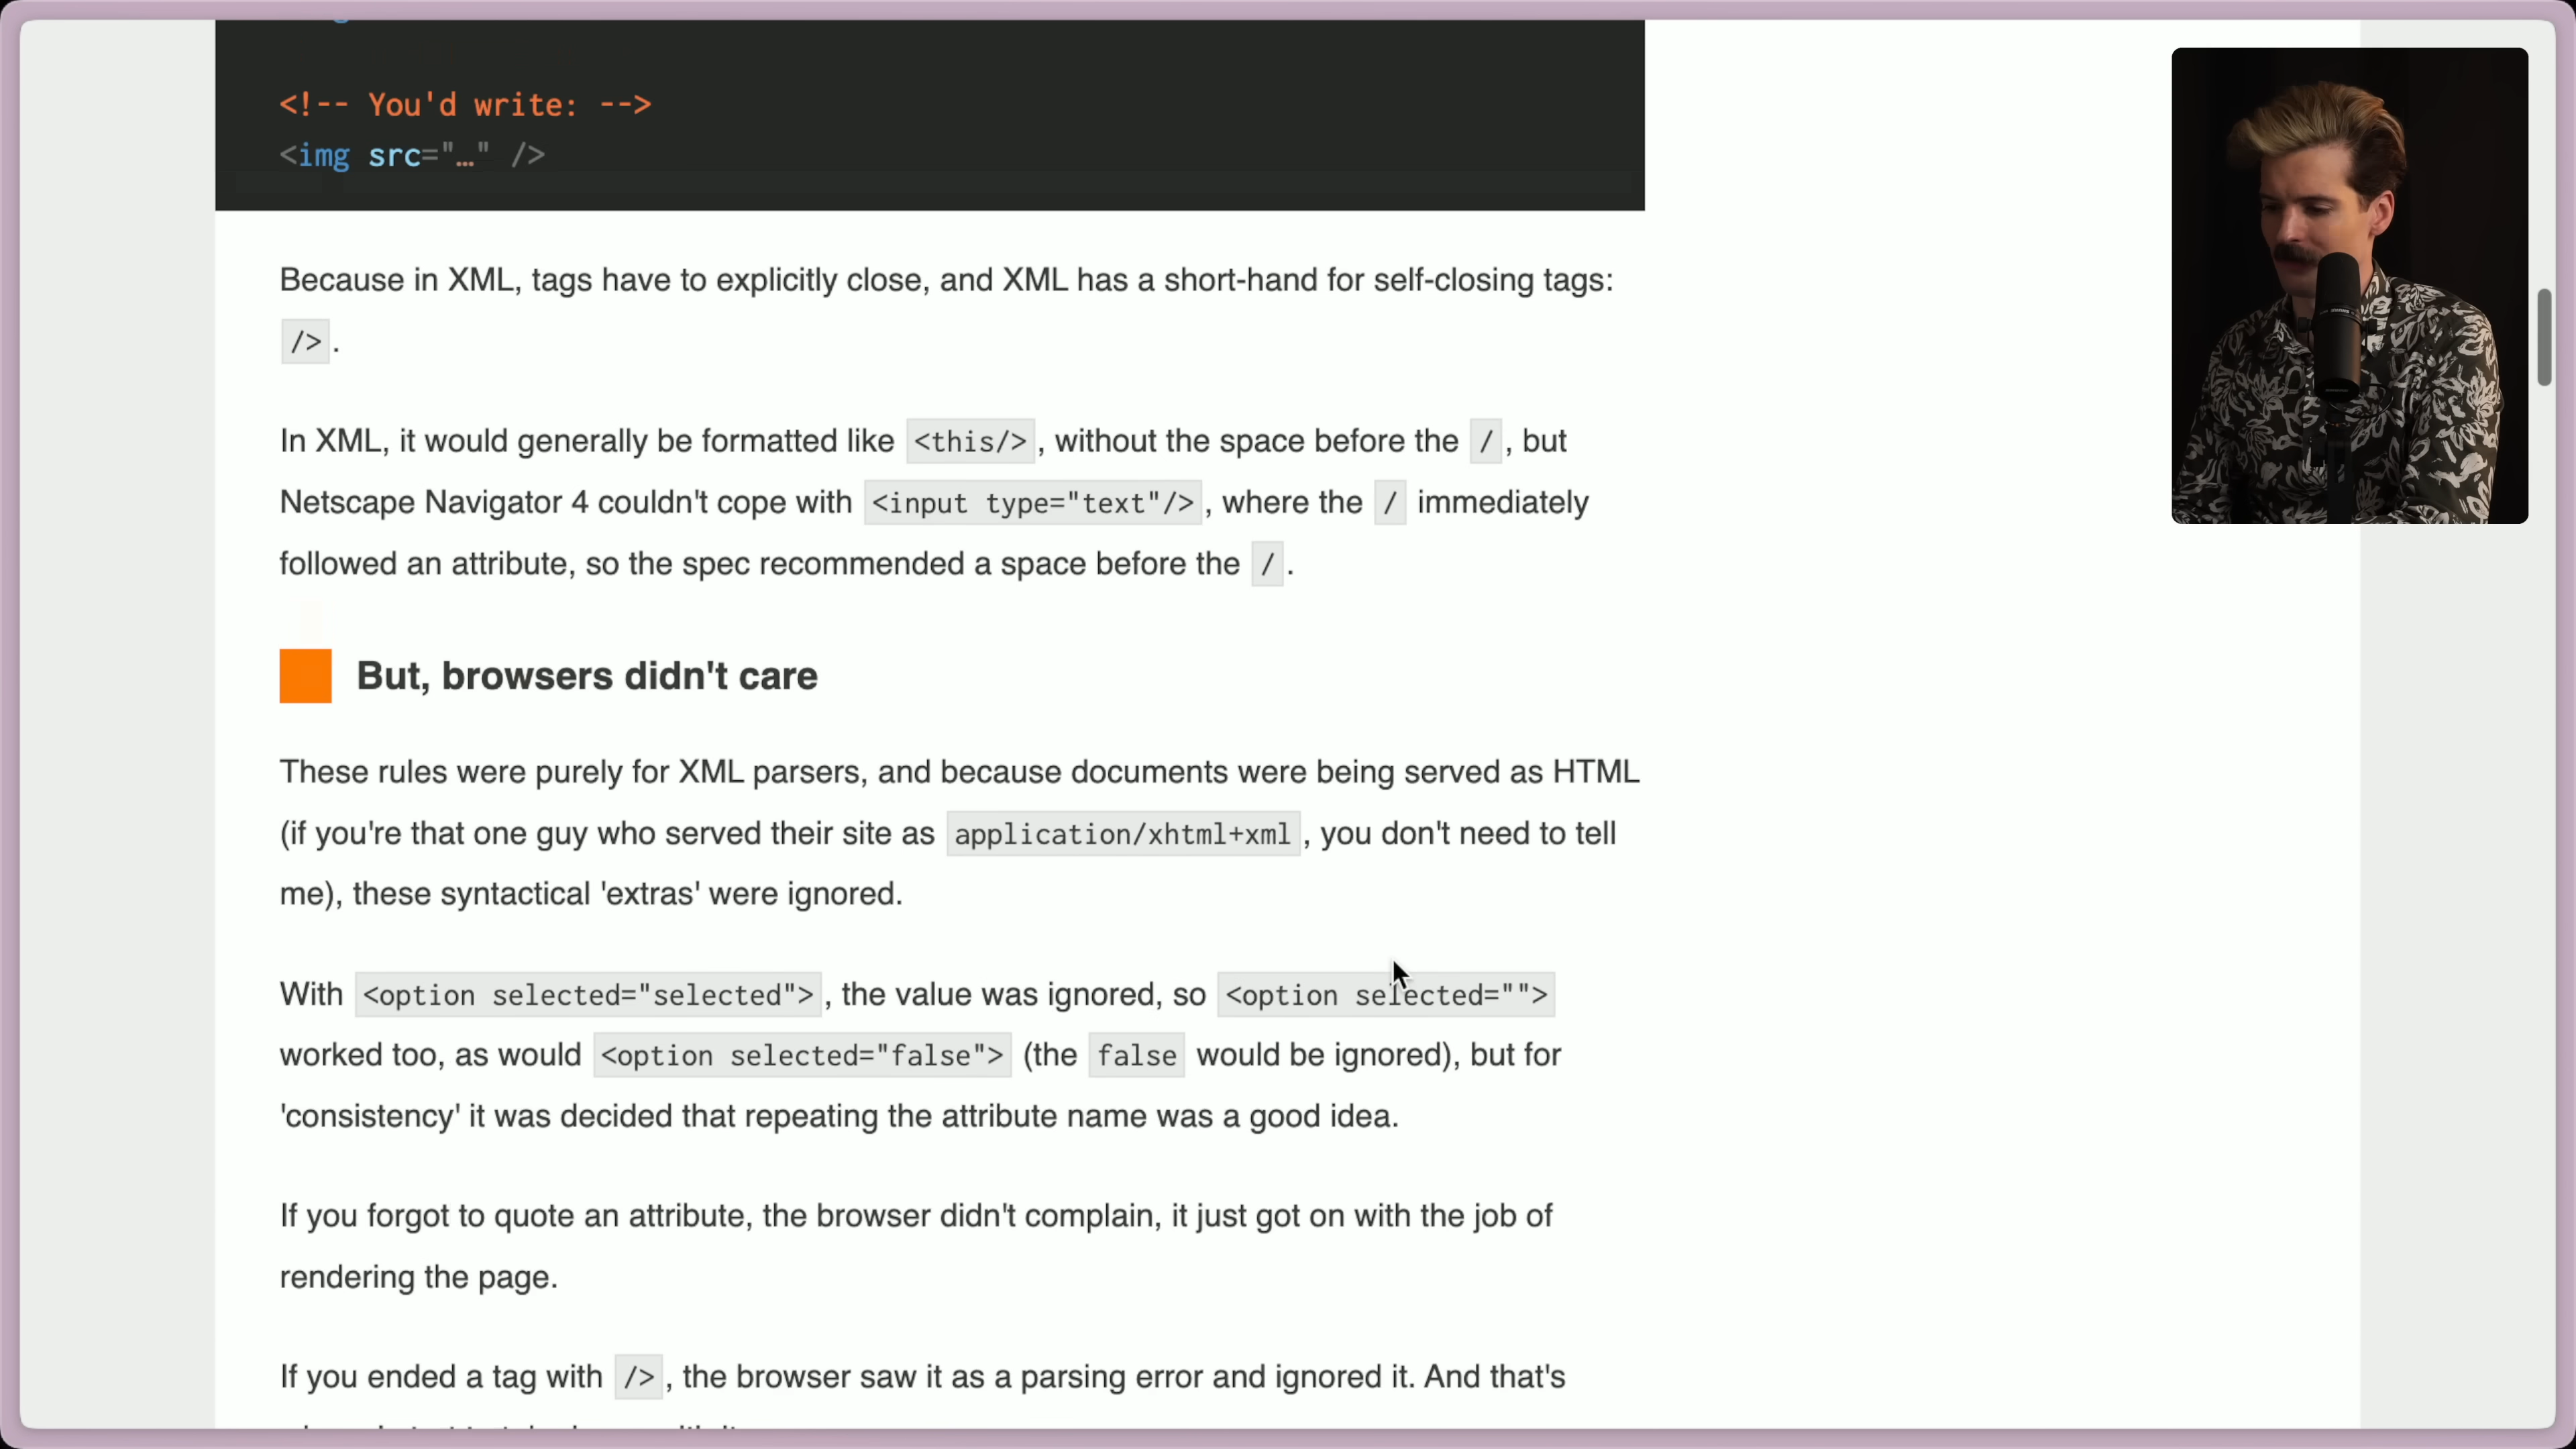 <!-- You'd write: -->
<img src="…" />
Because in XML, tags have to explicitly close, and XML has a short-hand for self-closing tags:
/> .
In XML, it would generally be formatted like <this/> , without the space before the / , but
Netscape Navigator 4 couldn't cope with <input type="text"/> , where the / immediately
followed an attribute, so the spec recommended a space before the / .
But, browsers didn't care
These rules were purely for XML parsers, and because documents were being served as HTML
(if you're that one guy who served their site as application/xhtml+xml , you don't need to tell
me), these syntactical 'extras' were ignored.
With <option selected="selected"> , the value was ignored, so <option selected="">
worked too, as would <option selected="false"> (the false would be ignored), but for
'consistency' it was decided that repeating the attribute name was a good idea.
If you forgot to quote an attribute, the browser didn't complain, it just got on with the job of
rendering the page.
If you ended a tag with /> , the browser saw it as a parsing error and ignored it. And that's